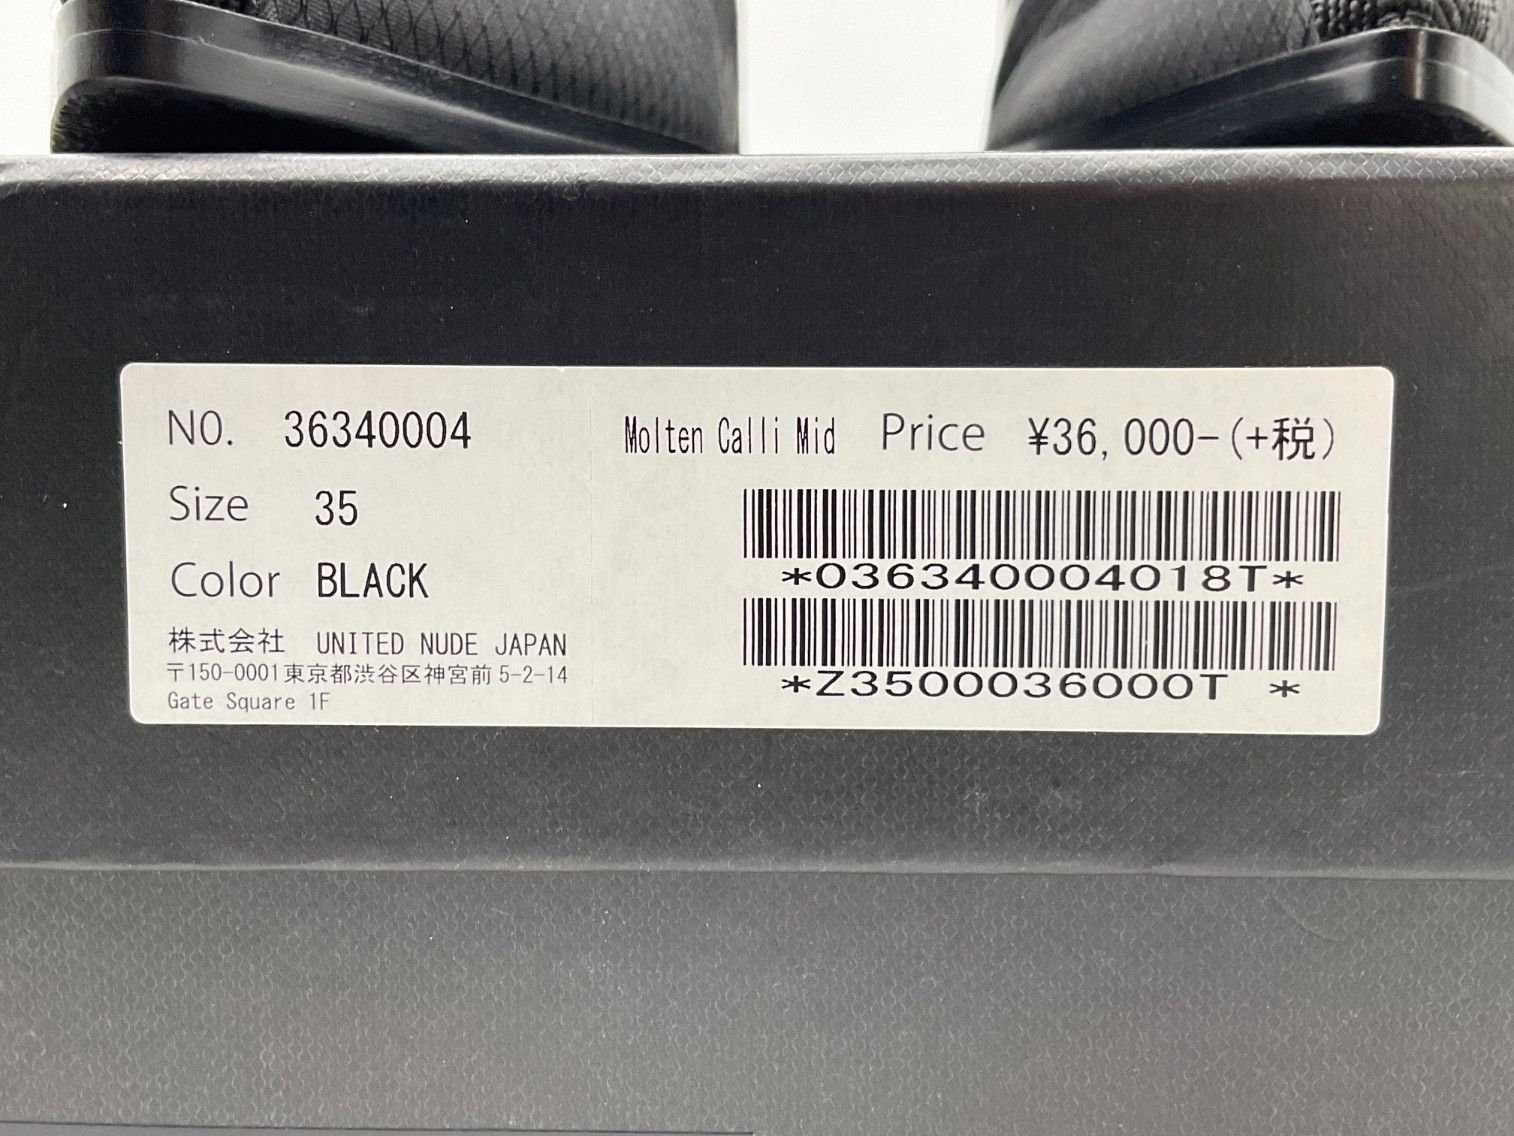 NO. 36340004 Molten Calli Mid Price ¥36,000-(+税)
Size 35
Color BLACK
*036340004018T*
株式会社 UNITED NUDE JAPAN
〒150-0001東京都渋谷区神宮前5-2-14
Gate Square 1F
*Z3500036000T *